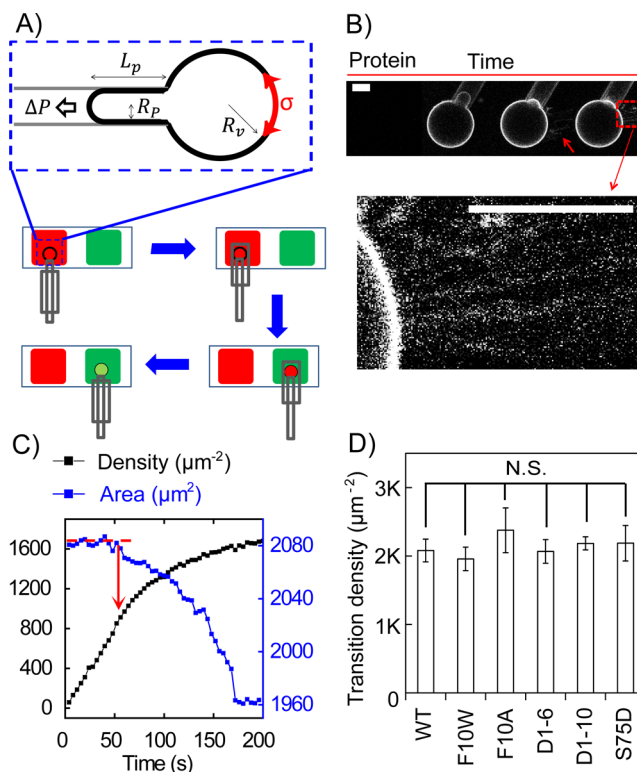 A)
L_p
ΔP
R_P
R_v
σ
B)
Protein Time
C)
Density (µm⁻²)
Area (µm²)
1600
1200
800
400
0
2080
2040
2000
1960
0 50 100 150 200
Time (s)
D)
N.S.
Transition density (µm⁻²)
3K
2K
1K
0
WT
F10W
F10A
D1-6
D1-10
S75D